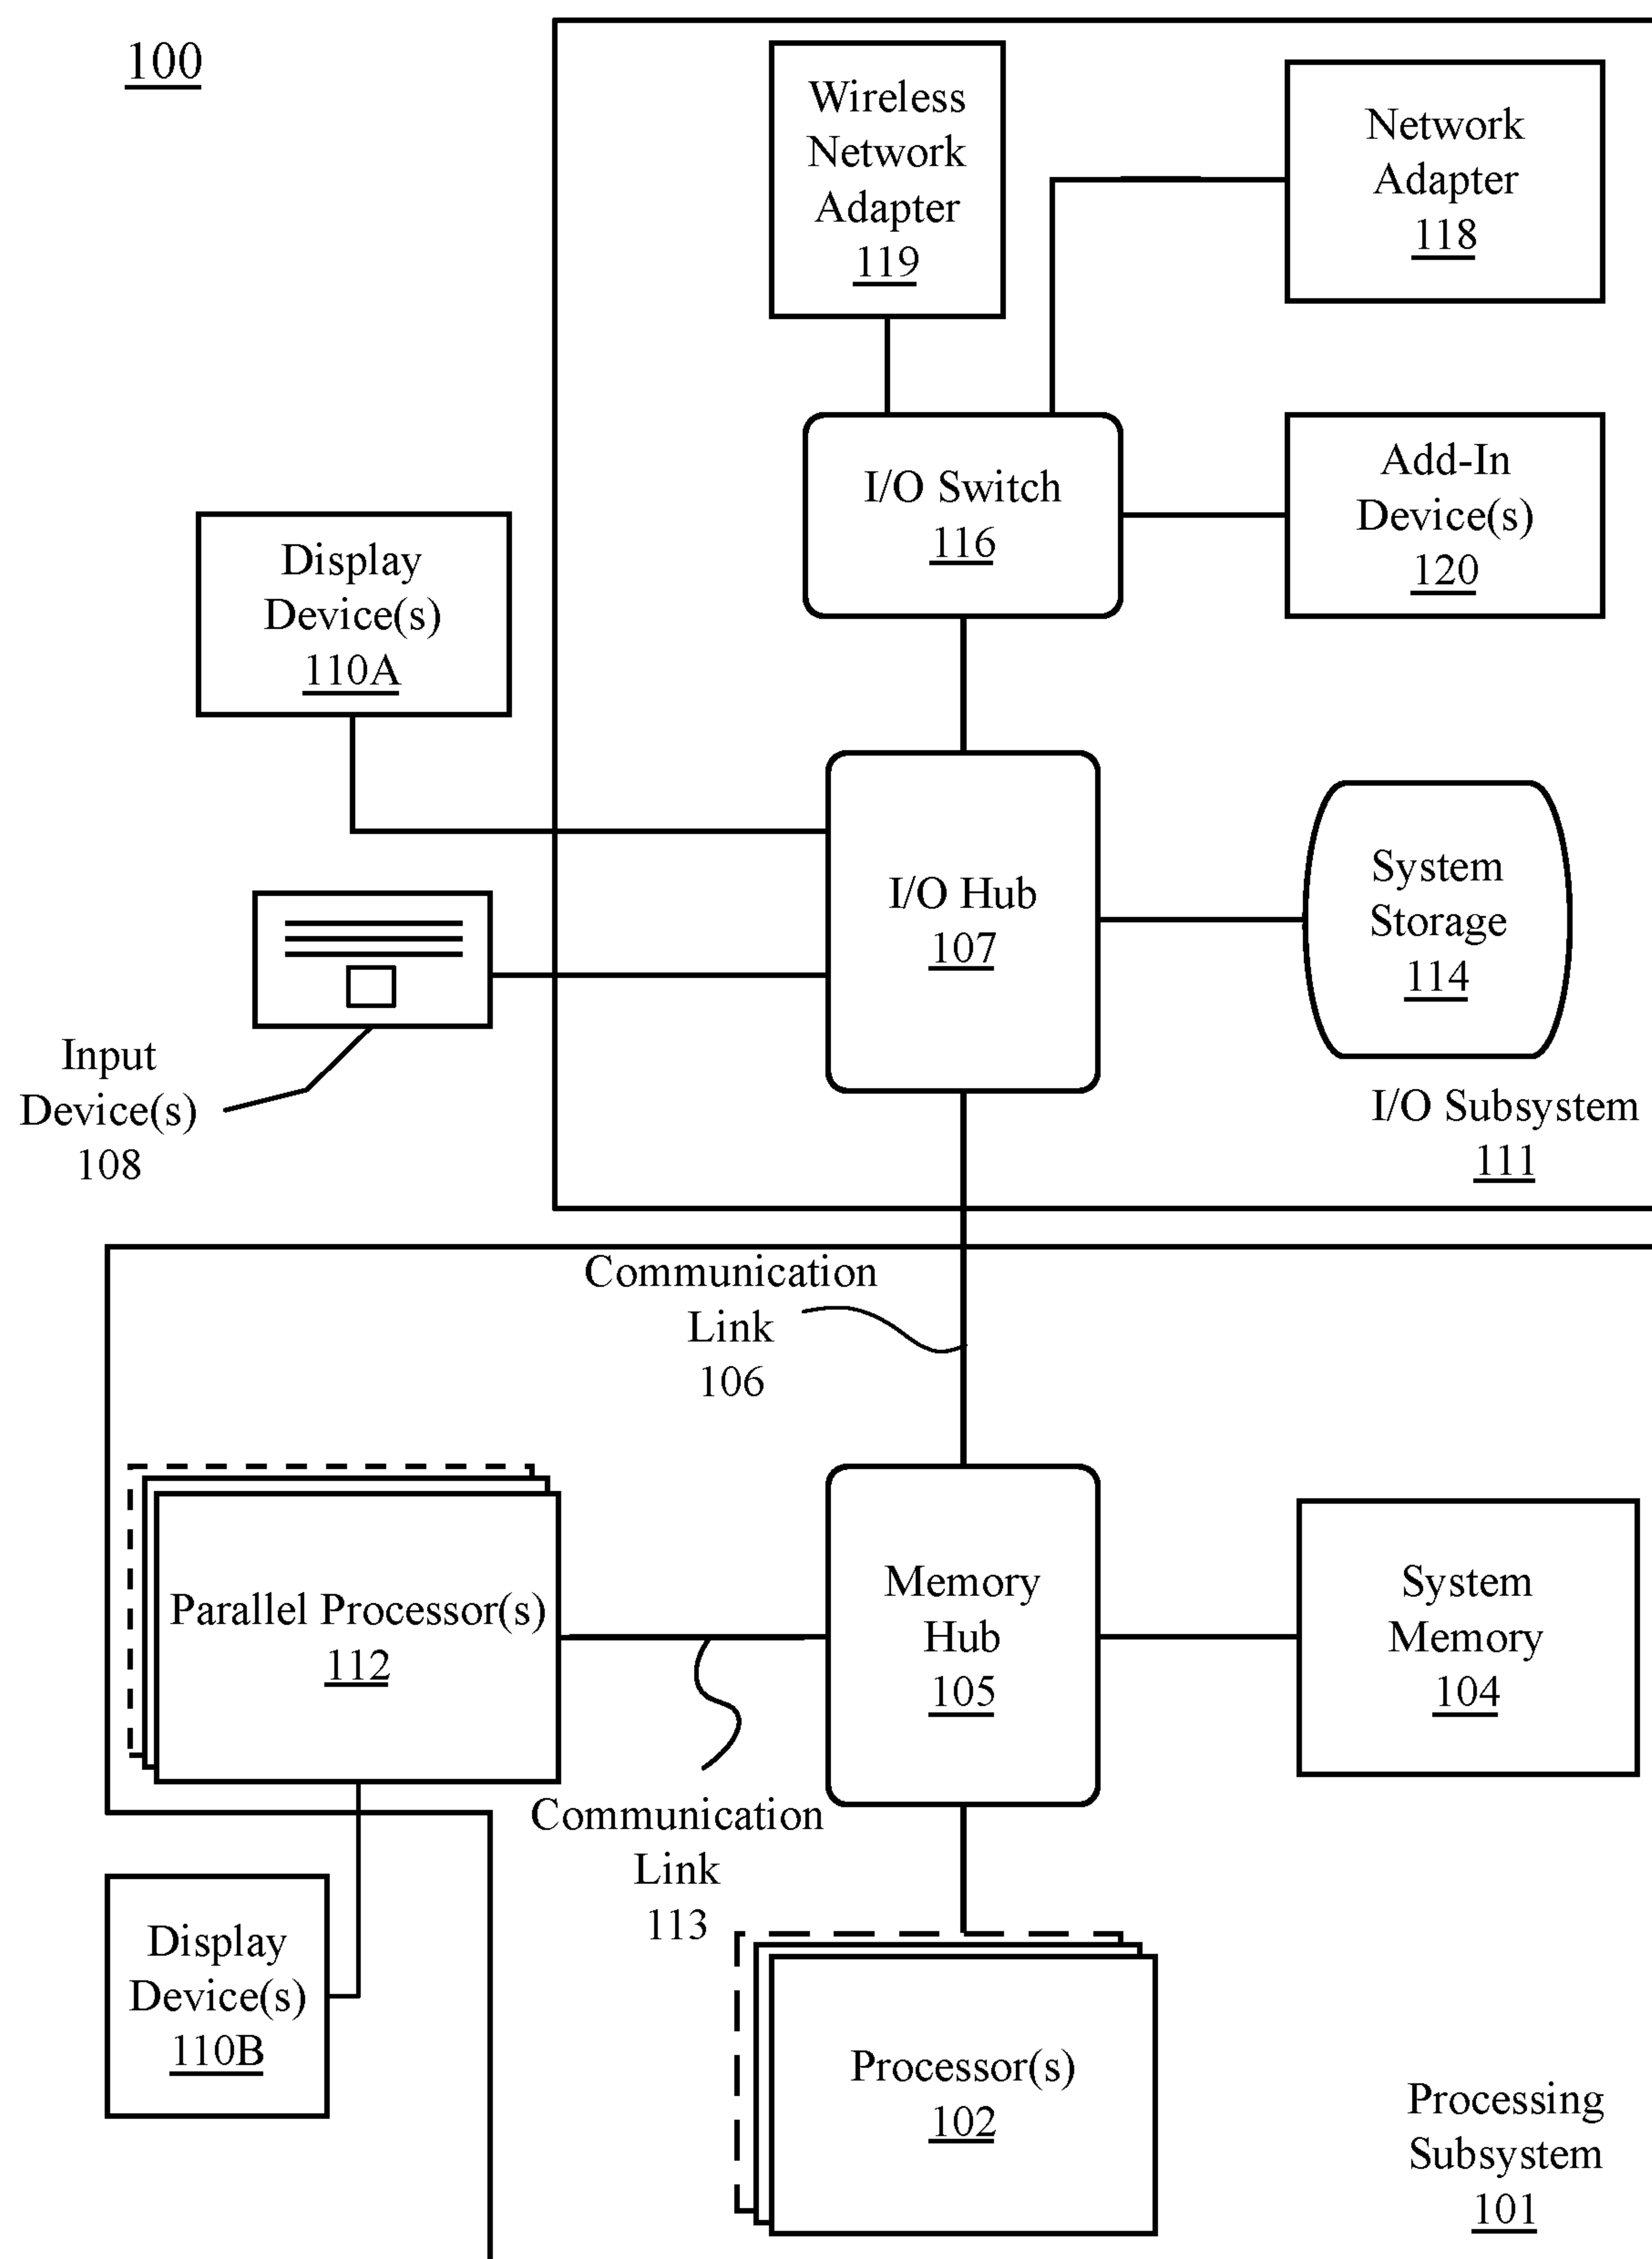 100
Wireless
Network
Adapter
119
Network
Adapter
118
I/O Switch
116
Add-In
Device(s)
120
Display
Device(s)
110A
I/O Hub
107
System
Storage
114
Input
Device(s)
108
I/O Subsystem
111
Communication
Link
106
Parallel Processor(s)
112
Memory
Hub
105
System
Memory
104
Communication
Link
113
Display
Device(s)
110B
Processor(s)
102
Processing
Subsystem
101